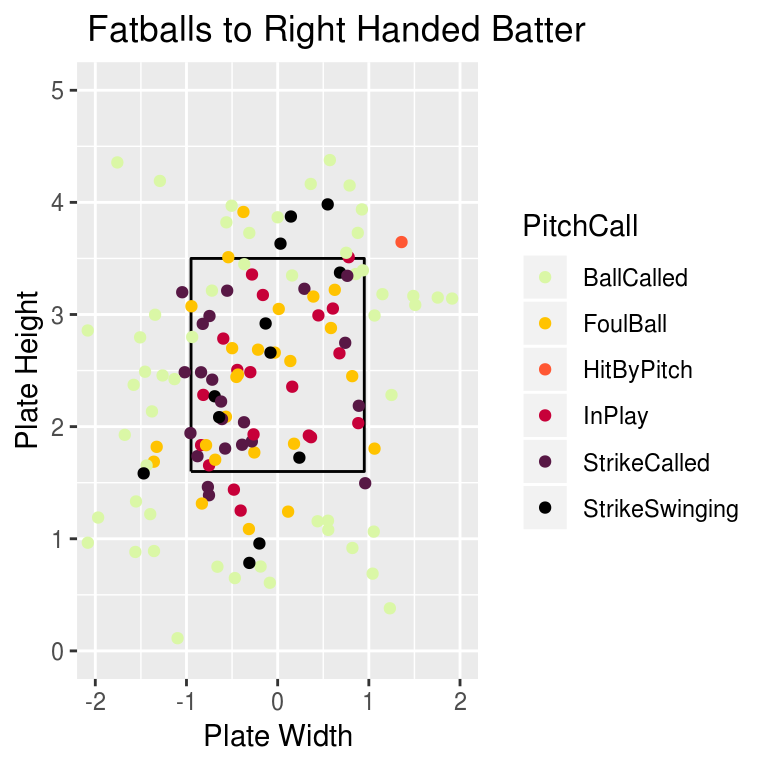 Fatballs to Right Handed Batter
5
4
3
2
1
0
-2
-1
0
1
2
Plate Height
Plate Width
PitchCall
BallCalled
FoulBall
HitByPitch
InPlay
StrikeCalled
StrikeSwinging